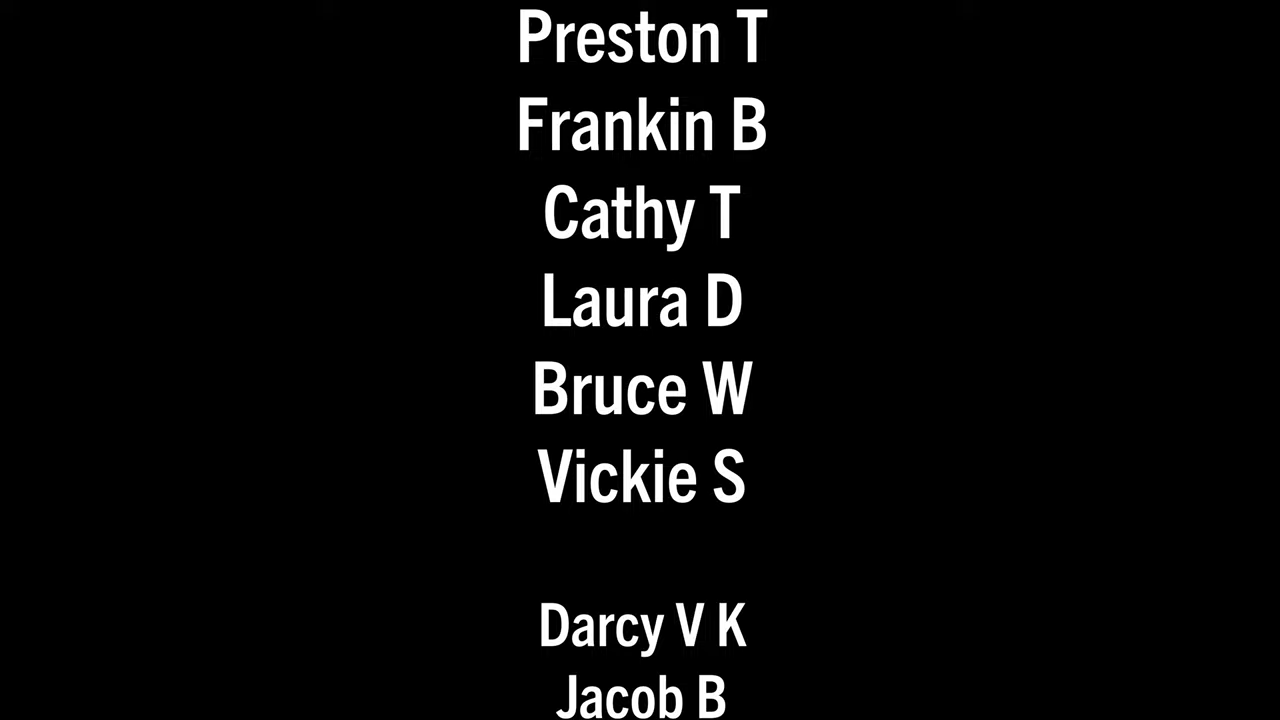 Preston T
Frankin B
Cathy T
Laura D
Bruce W
Vickie S
Darcy V K
Jacob B